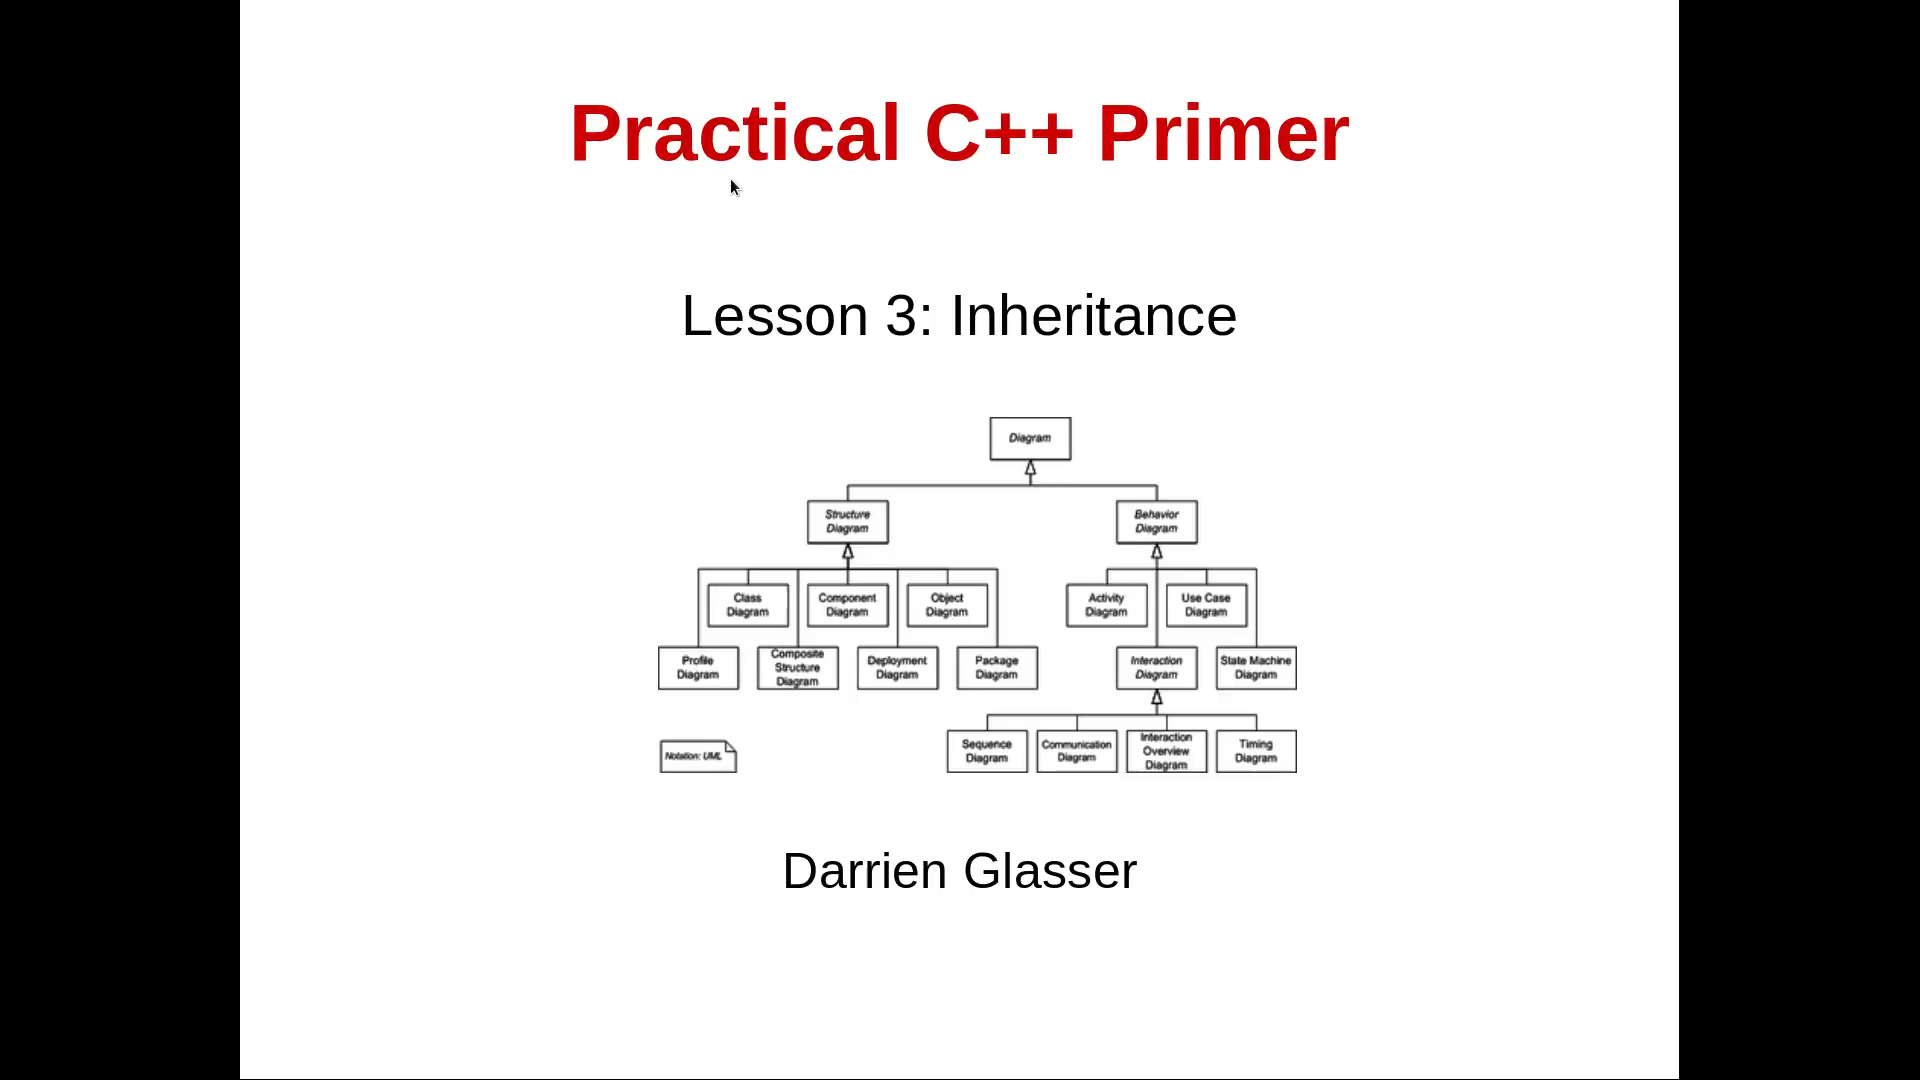 Practical C++ Primer
Lesson 3: Inheritance
Diagram
Structure
Diagram
Behavior
Diagram
Class
Diagram
Component
Diagram
Object
Diagram
Activity
Diagram
Use Case
Diagram
Profile
Diagram
Composite
Structure
Diagram
Deployment
Diagram
Package
Diagram
Interaction
Diagram
State Machine
Diagram
Sequence
Diagram
Communication
Diagram
Interaction
Overview
Diagram
Timing
Diagram
Notation: UML
Darrien Glasser